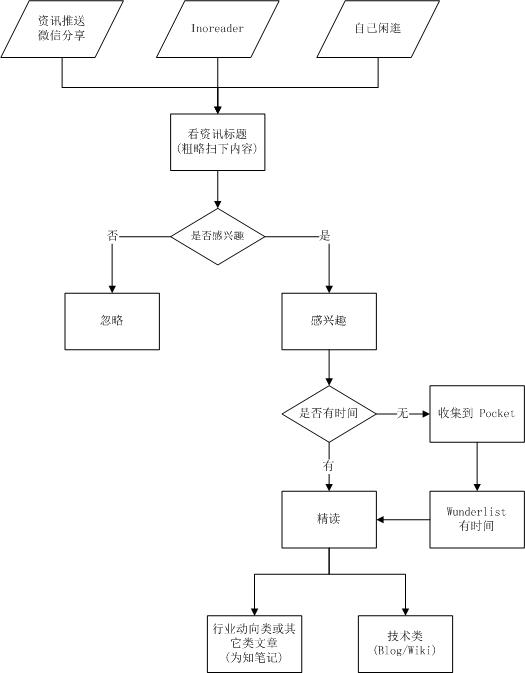 资讯推送
微信分享
Inoreader
自己闲逛
看资讯标题
(粗略扫下内容)
否
是否感兴趣
是
忽略
感兴趣
是否有时间
无
收集到 Pocket
有
精读
Wunderlist
有时间
行业动向类或其
它类文章
(为知笔记)
技术类
(Blog/Wiki)